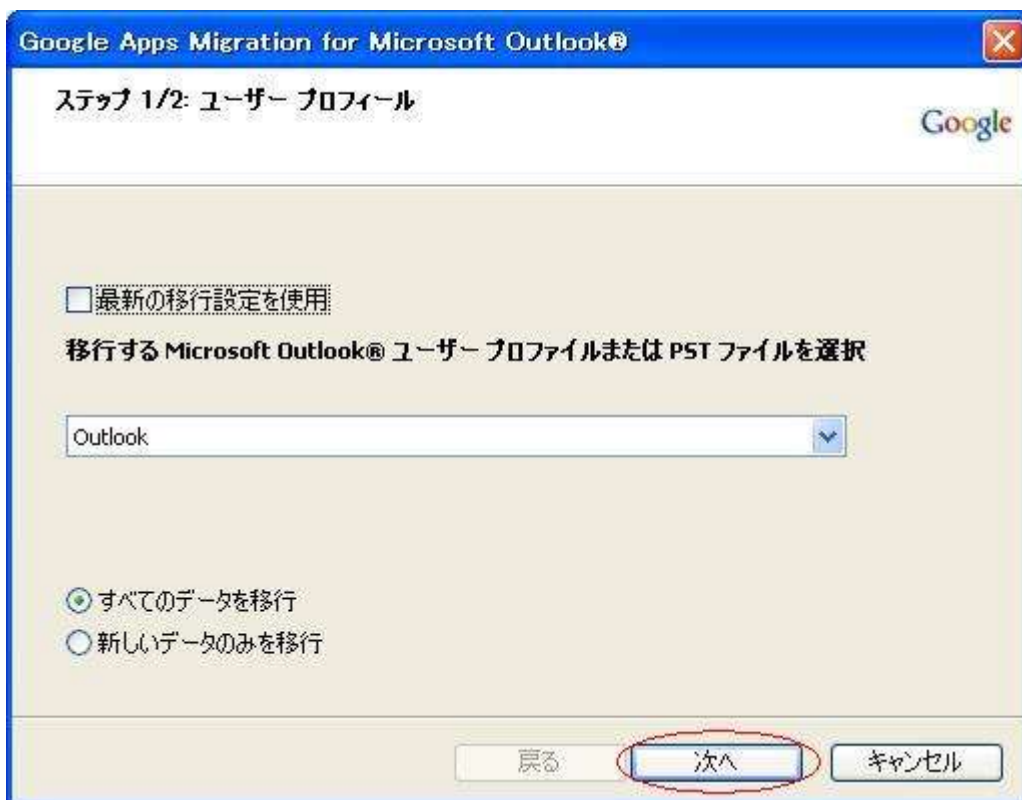 Google Apps Migration for Microsoft Outlook®
ステップ 1/2: ユーザー プロフィール
Google
最新の移行設定を使用
移行する Microsoft Outlook® ユーザー プロファイルまたは PST ファイルを選択
Outlook
すべてのデータを移行
新しいデータのみを移行
戻る 次へ キャンセル